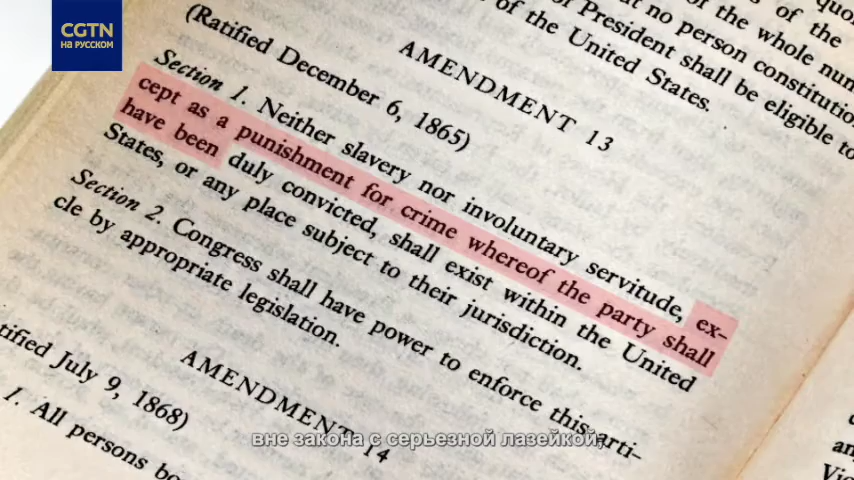 CGTN
НА РУССКОМ
of the United States.
of President shall be eligible to
t no person constitutio
of the whole num
s of the
quo
(Ratified December 6, 1865)
AMENDMENT 13
Section 1. Neither slavery nor involuntary servitude, ex-
cept as a punishment for crime whereof the party shall
have been duly convicted, shall exist within the United
States, or any place subject to their jurisdiction.
Section 2. Congress shall have power to enforce this arti-
cle by appropriate legislation.
AMENDMENT 14
tified July 9, 1868)
1. All persons bo
вне закона с серьезной лазейкой,